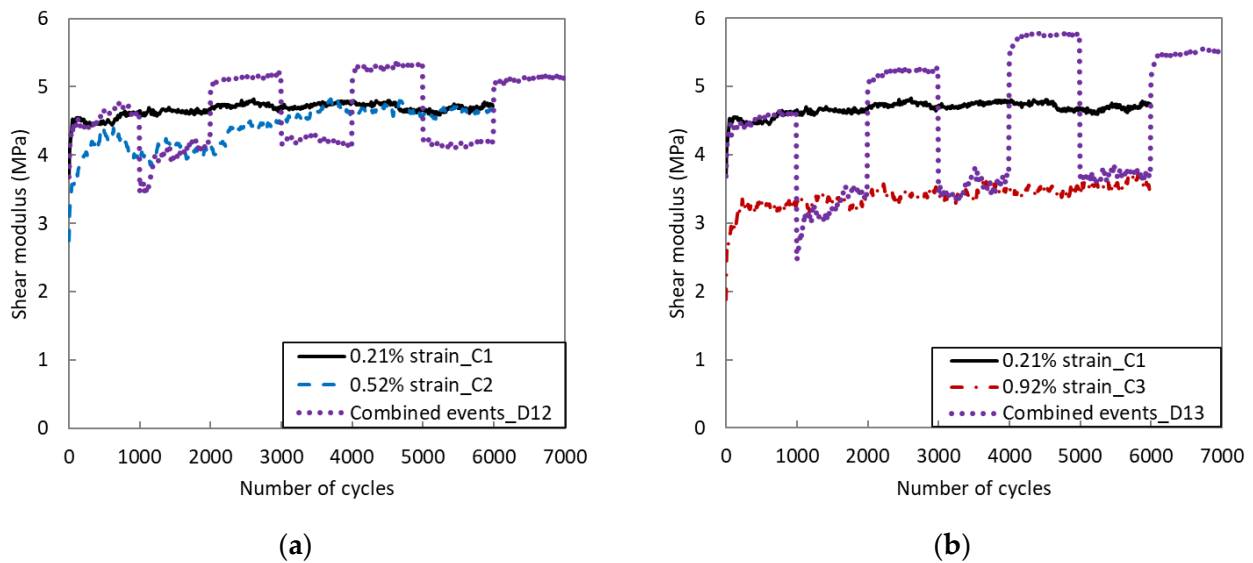 6
5
4
3
2
1
0
Shear modulus (MPa)
0 1000 2000 3000 4000 5000 6000 7000
Number of cycles
0.21% strain_C1
0.52% strain_C2
Combined events_D12
(a)
6
5
4
3
2
1
0
Shear modulus (MPa)
0 1000 2000 3000 4000 5000 6000 7000
Number of cycles
0.21% strain_C1
0.92% strain_C3
Combined events_D13
(b)